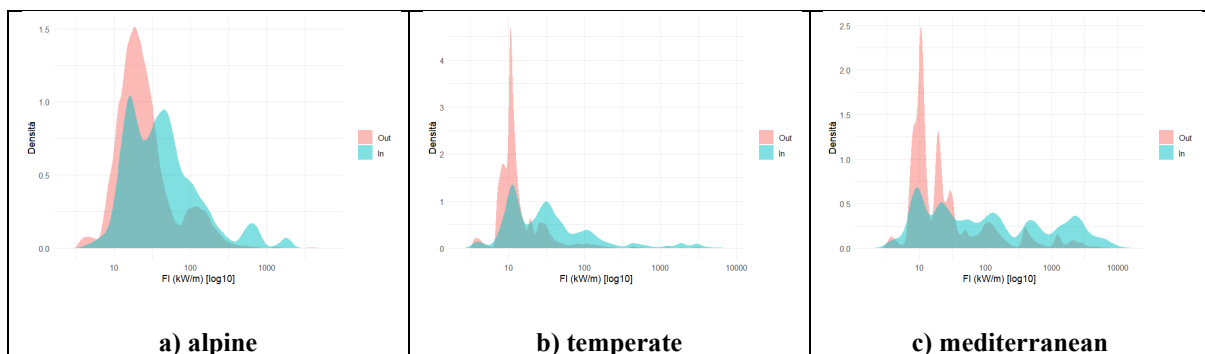 1.5
1.0
0.5
0.0
Densità
10
100
1000
FI (kW/m) [log10]
Out
In
a) alpine
4
3
2
1
0
Densità
10
100
1000
10000
FI (kW/m) [log10]
Out
In
b) temperate
2.5
2.0
1.5
1.0
0.5
0.0
Densità
10
100
1000
10000
FI (kW/m) [log10]
Out
In
c) mediterranean